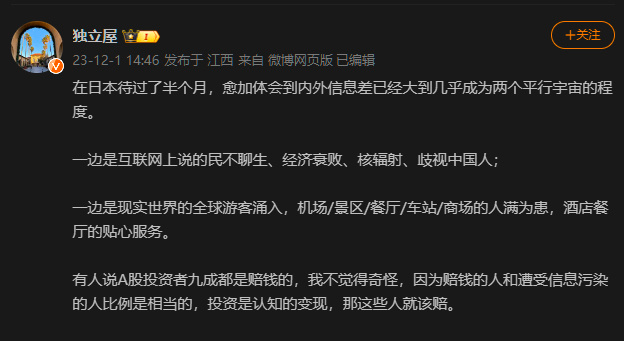 独立屋 1
+关注
23-12-1 14:46 发布于 江西 来自 微博网页版 已编辑
在日本待过了半个月，愈加体会到内外信息差已经大到几乎成为两个平行宇宙的程
度。
一边是互联网上说的民不聊生、经济衰败、核辐射、歧视中国人；
一边是现实世界的全球游客涌入，机场/景区/餐厅/车站/商场的人满为患，酒店餐
厅的贴心服务。
有人说A股投资者九成都是赔钱的，我不觉得奇怪，因为赔钱的人和遭受信息污染
的人比例是相当的，投资是认知的变现，那这些人就该赔。